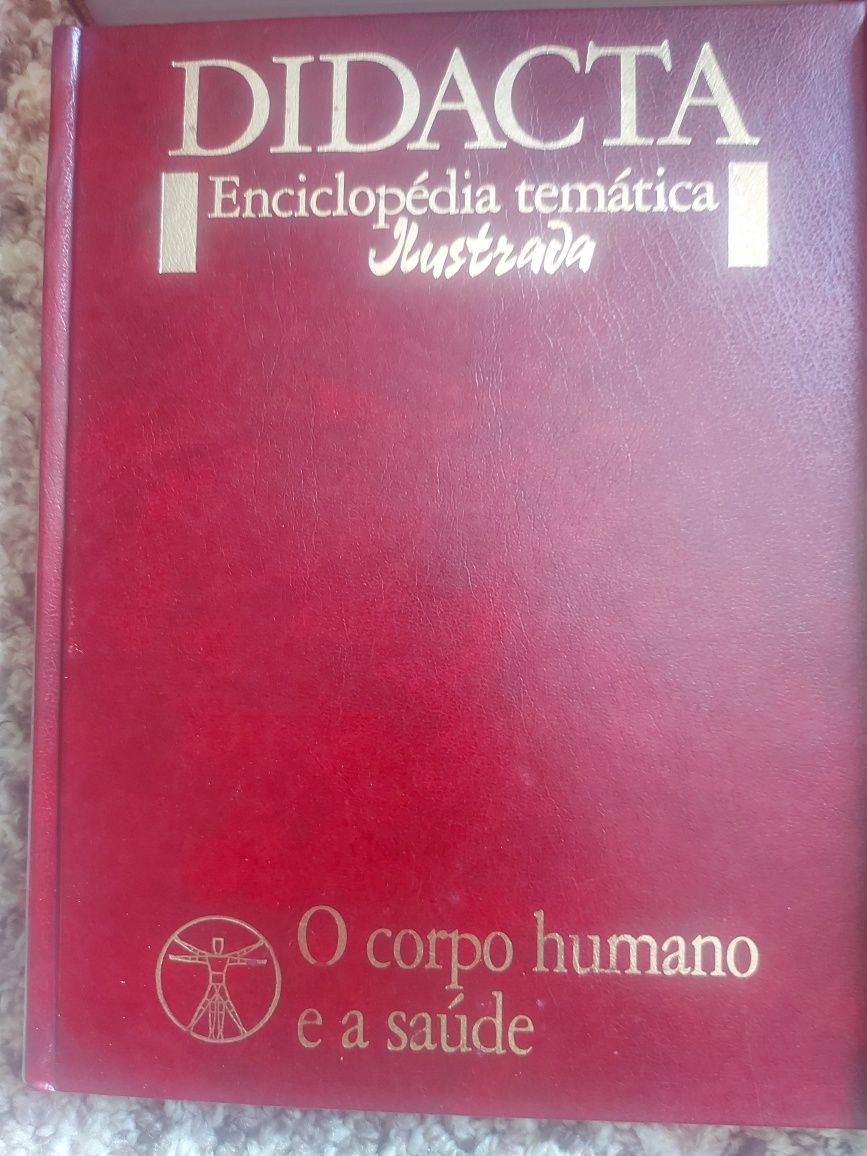 DIDACTA
Enciclopédia temática
Ilustrada
O corpo humano
e a saúde